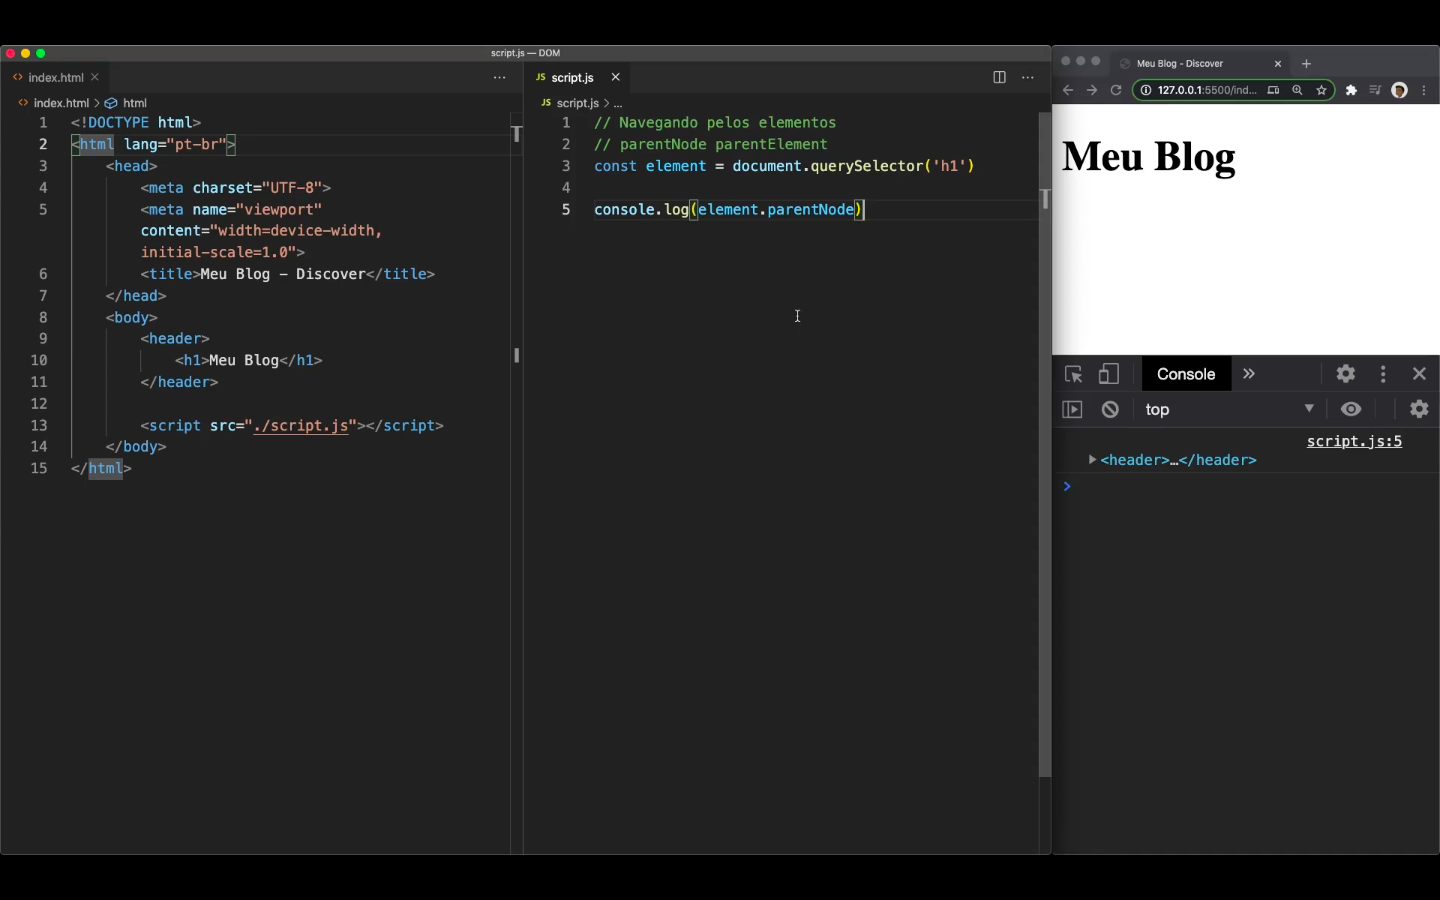 script.js — DOM
index.html
JS script.js
index.html > html
JS script.js > ...
1 <!DOCTYPE html>
2 <html lang="pt-br">
3 <head>
4 <meta charset="UTF-8">
5 <meta name="viewport"
content="width=device-width,
initial-scale=1.0">
6 <title>Meu Blog - Discover</title>
7 </head>
8 <body>
9 <header>
10 <h1>Meu Blog</h1>
11 </header>
12
13 <script src="./script.js"></script>
14 </body>
15 </html>
1 // Navegando pelos elementos
2 // parentNode parentElement
3 const element = document.querySelector('h1')
4
5 console.log(element.parentNode)
Meu Blog - Discover
127.0.0.1:5500/ind...
Meu Blog
Console
top
script.js:5
<header>…</header>